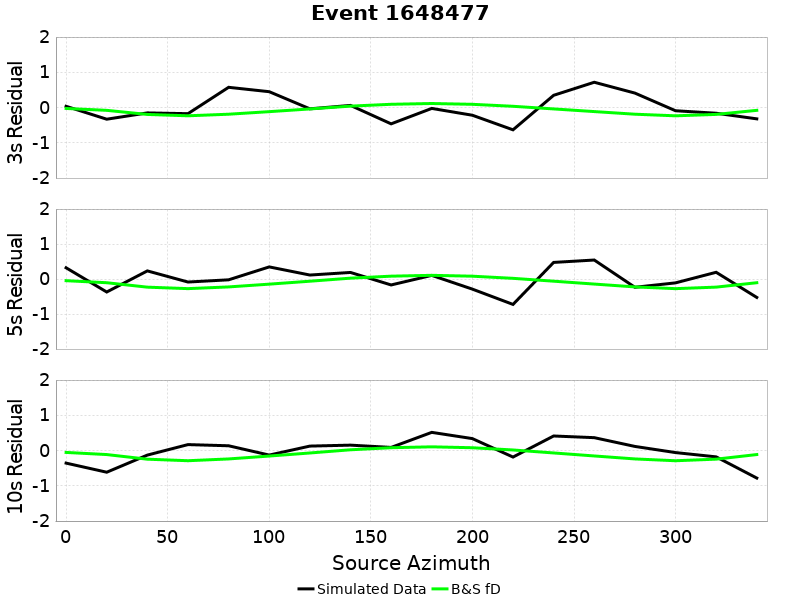 Event 1648477
3s Residual
2
1
0
-1
-2
5s Residual
2
1
0
-1
-2
10s Residual
2
1
0
-1
-2
0 50 100 150 200 250 300
Source Azimuth
Simulated Data B&S fD